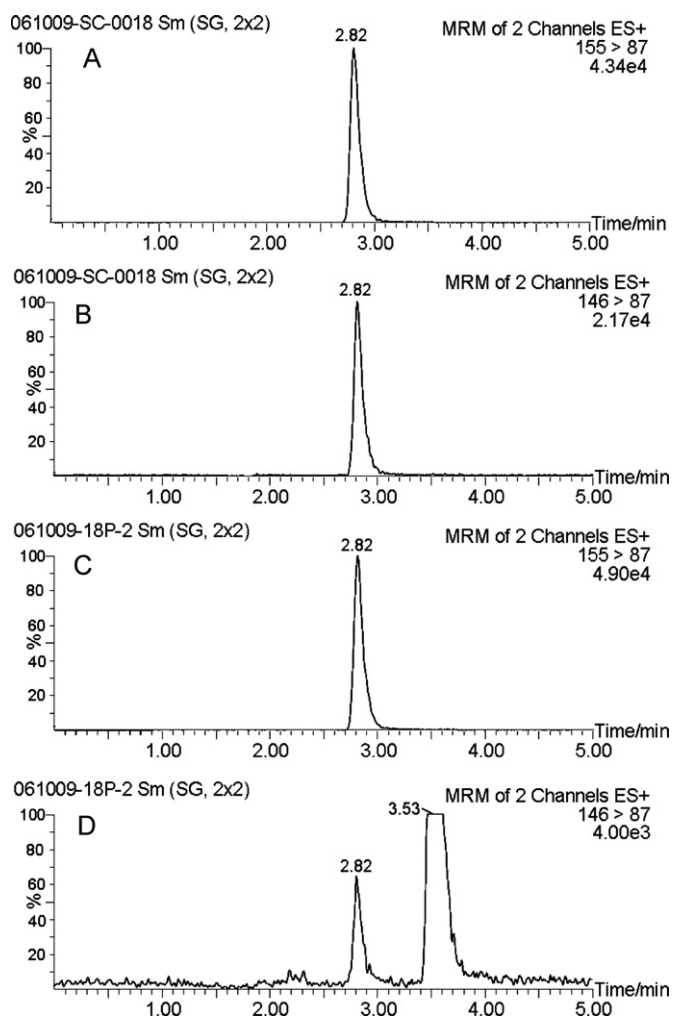 061009-SC-0018 Sm (SG, 2x2)
MRM of 2 Channels ES+
155 > 87
4.34e4
A
2.82
100
80
60
%
40
20
Time/min
1.00 2.00 3.00 4.00 5.00
061009-SC-0018 Sm (SG, 2x2)
MRM of 2 Channels ES+
146 > 87
2.17e4
B
2.82
100
80
60
%
40
20
Time/min
1.00 2.00 3.00 4.00 5.00
061009-18P-2 Sm (SG, 2x2)
MRM of 2 Channels ES+
155 > 87
4.90e4
C
2.82
100
80
60
%
40
20
Time/min
1.00 2.00 3.00 4.00 5.00
061009-18P-2 Sm (SG, 2x2)
MRM of 2 Channels ES+
146 > 87
4.00e3
D
3.53
2.82
100
80
60
%
40
20
Time/min
1.00 2.00 3.00 4.00 5.00